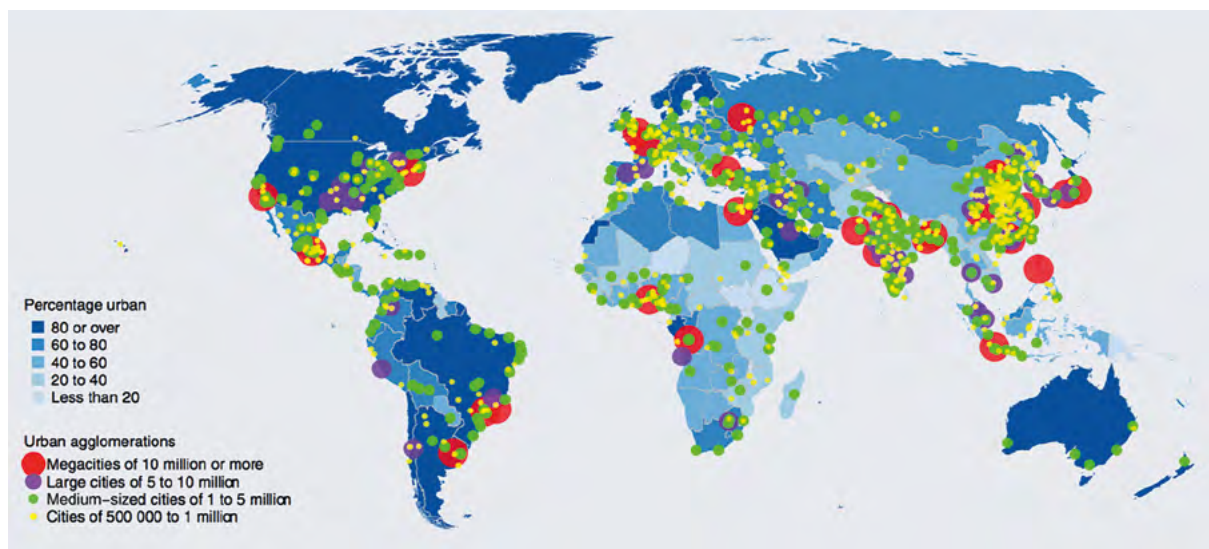 Percentage urban
80 or over
60 to 80
40 to 60
20 to 40
Less than 20
Urban agglomerations
Megacities of 10 million or more
Large cities of 5 to 10 million
Medium-sized cities of 1 to 5 million
Cities of 500 000 to 1 million